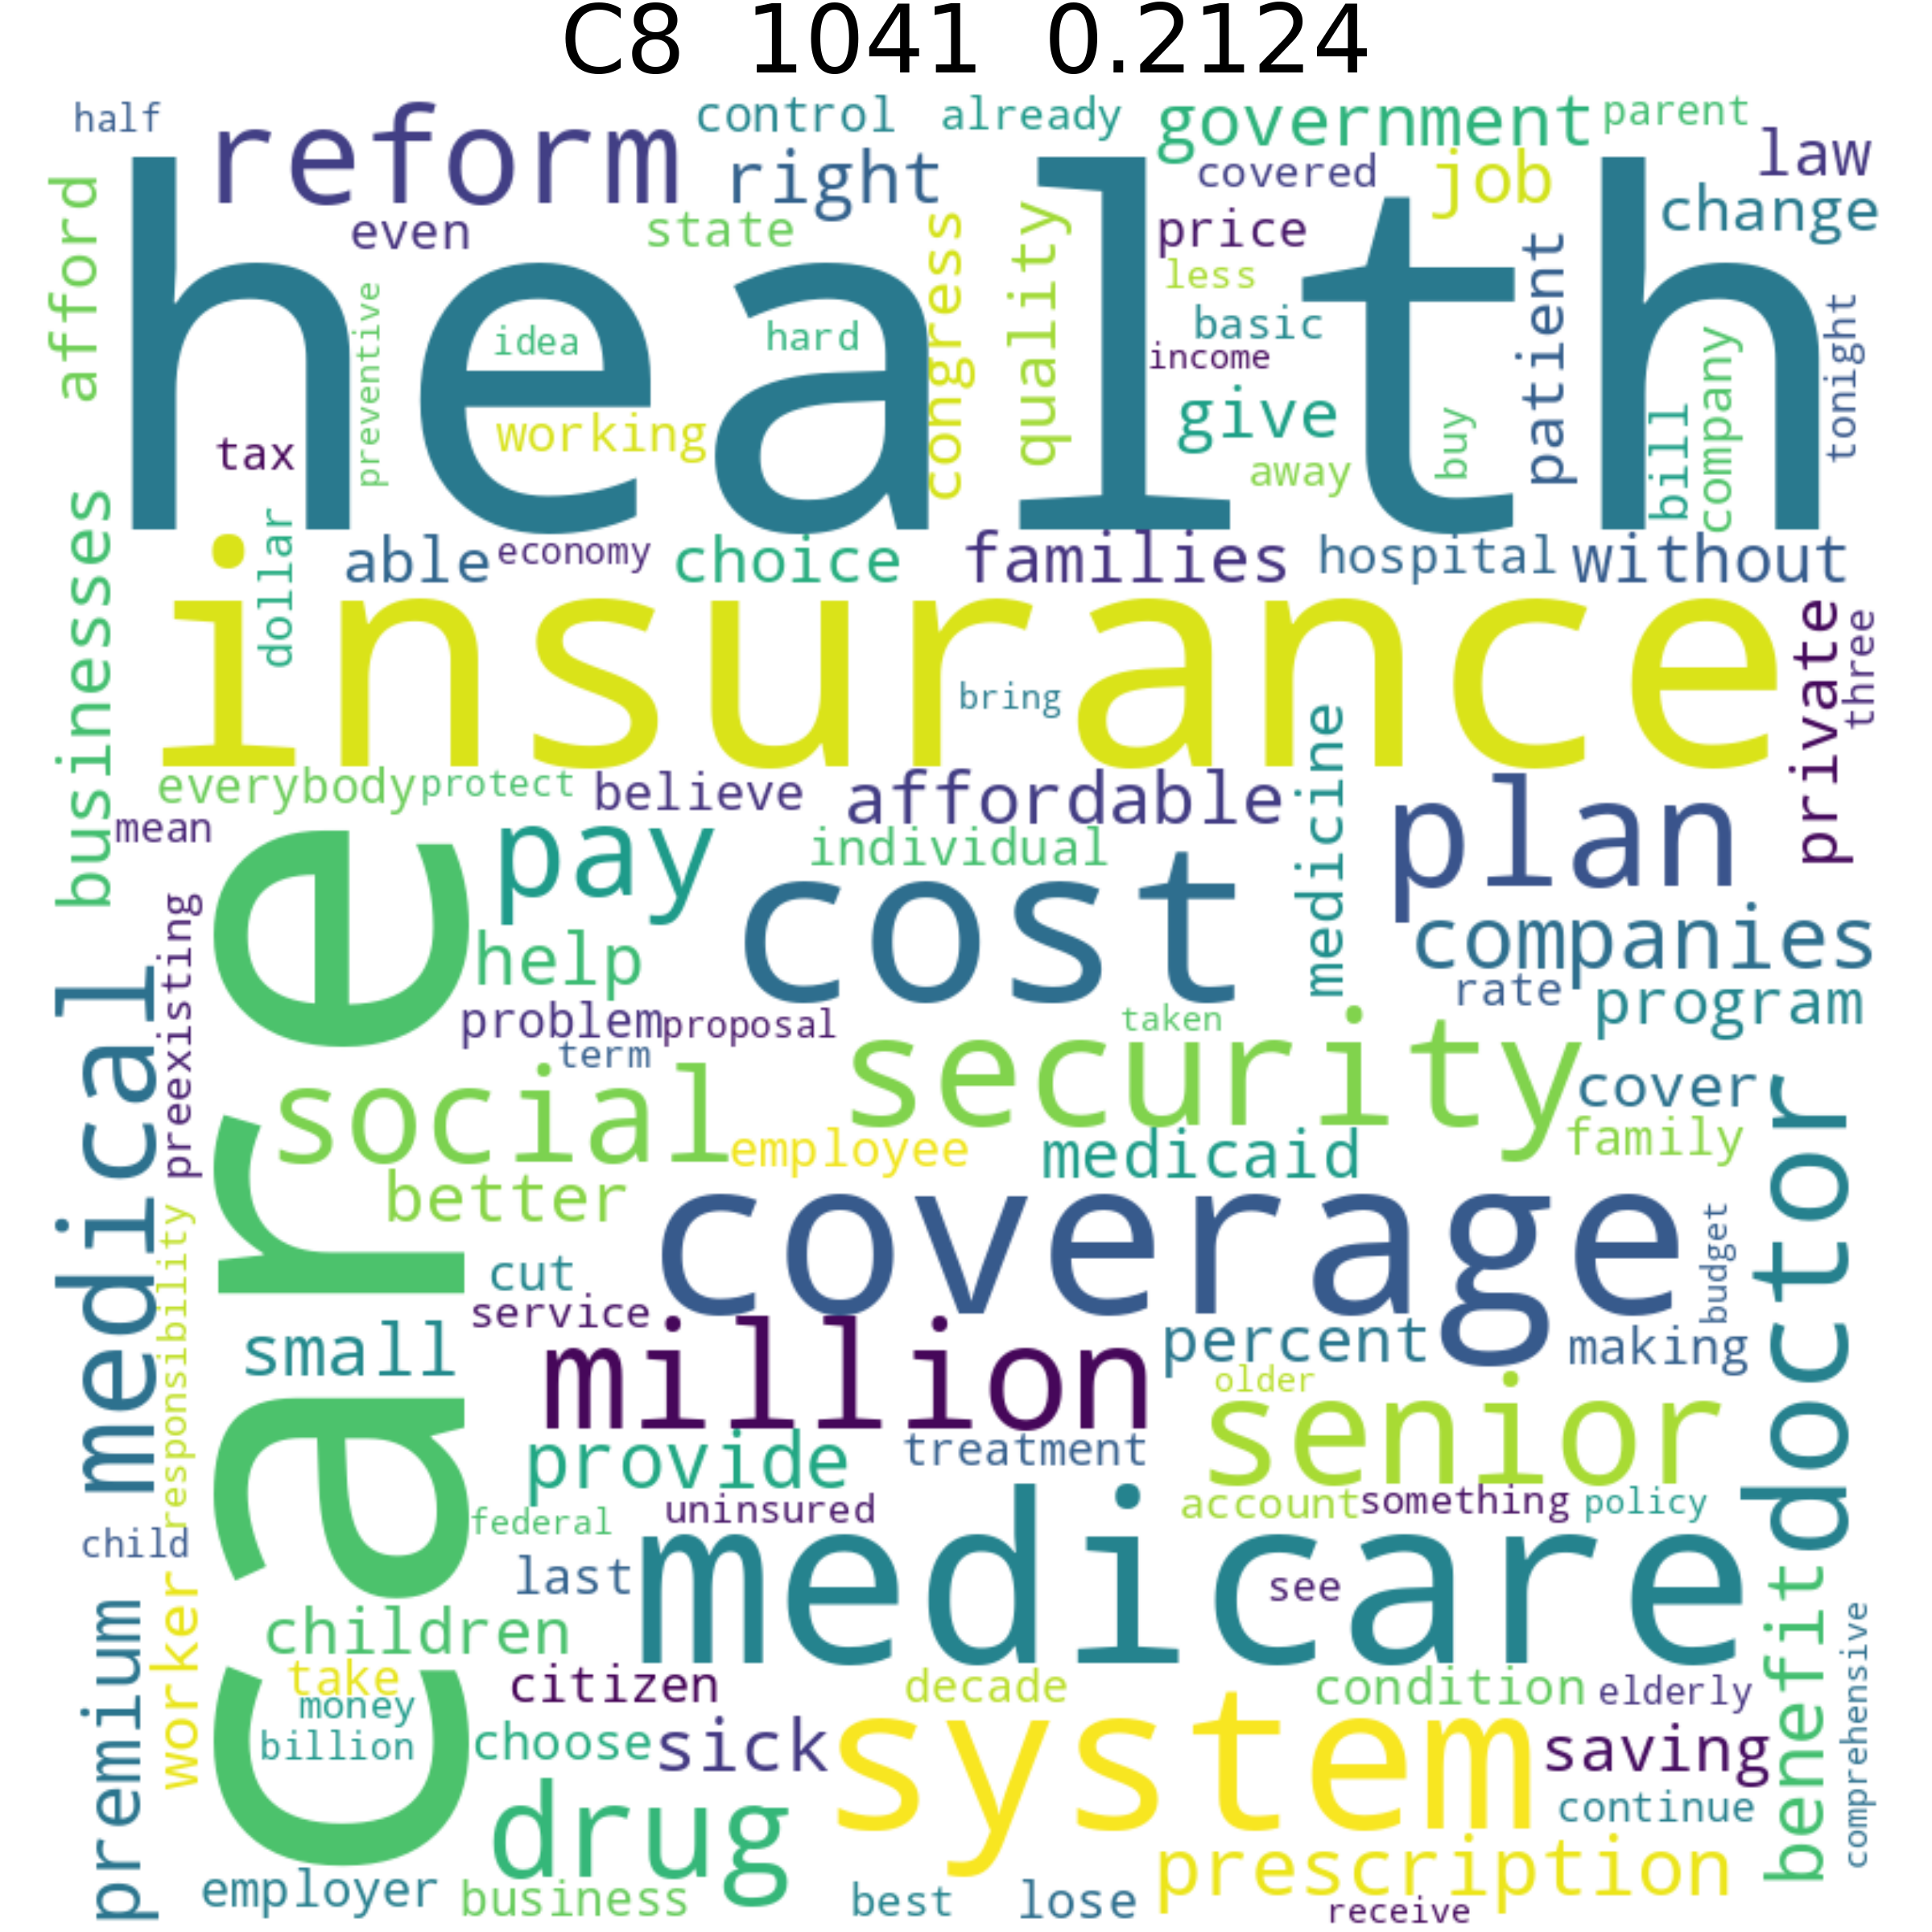 C8 1041 0.2124
half
reform
control
already
government
parent
law
afford
right
covered
job
change
even
state
congress
quality
price
less
patient
health
preventive
idea
hard
basic
income
tonight
company
tax
working
give
away
buy
bill
businesses
dollar
able
economy
choice
families
hospital
without
insurance
bring
private
three
everybody
protect
believe
affordable
medicine
plan
mean
pay
individual
cost
companies
preexisting
help
rate
program
medical
problem
proposal
taken
term
social
security
cover
employee
medicaid
family
doctor
better
coverage
budget
responsibility
cut
service
care
small
million
percent
making
older
senior
provide
treatment
federal
uninsured
account
something
policy
child
last
medicare
see
benefit
premium
worker
children
take
citizen
decade
condition
elderly
comprehensive
money
billion
choose
sick
system
saving
drug
continue
prescription
employer
business
best
lose
receive